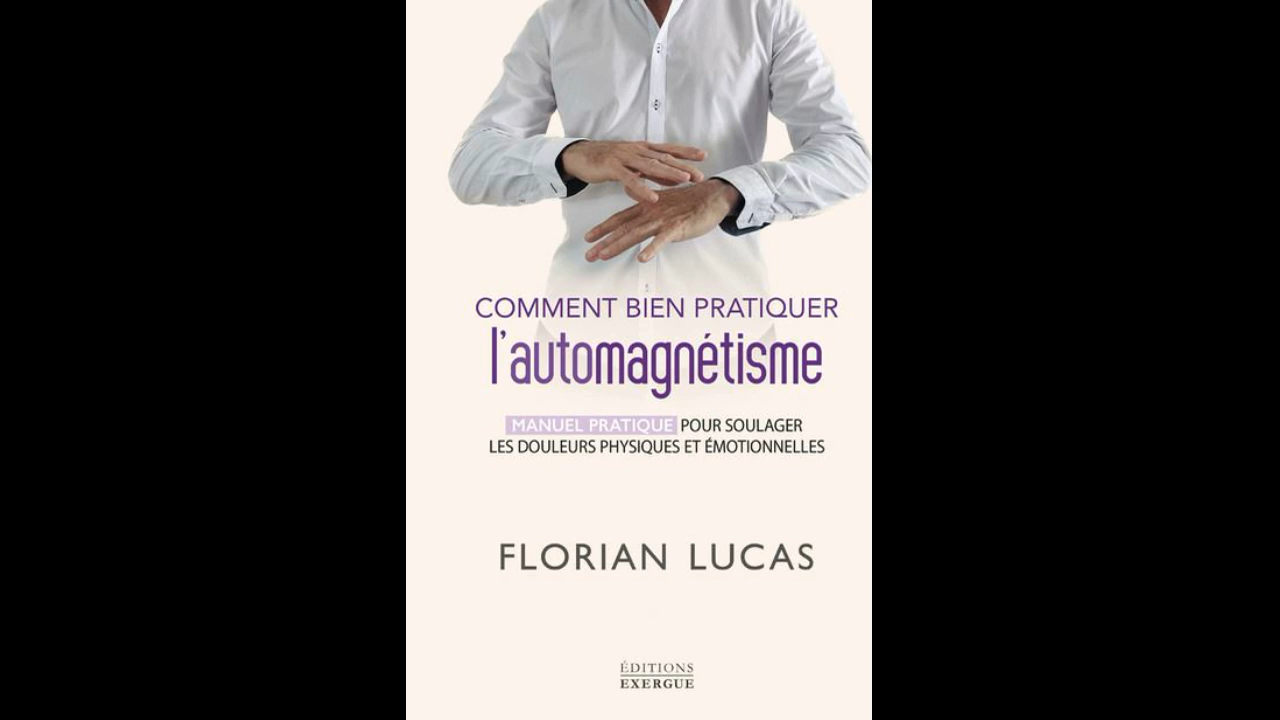 COMMENT BIEN PRATIQUER
l'automagnétisme
MANUEL PRATIQUE POUR SOULAGER
LES DOULEURS PHYSIQUES ET ÉMOTIONNELLES
FLORIAN LUCAS
ÉDITIONS
EXERGUE